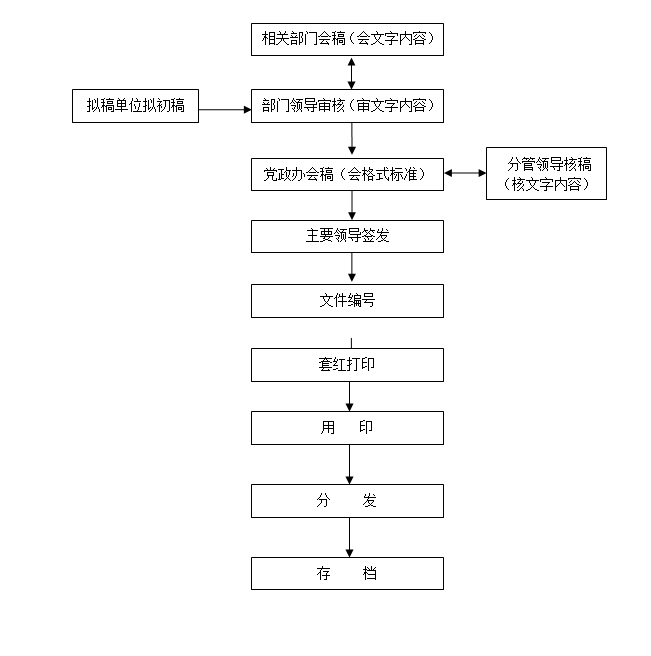 相关部门会稿（会文字内容）
拟稿单位拟初稿
部门领导审核（审文字内容）
党政办会稿（会格式标准）
分管领导核稿
（核文字内容）
主要领导签发
文件编号
套红打印
用 印
分 发
存 档